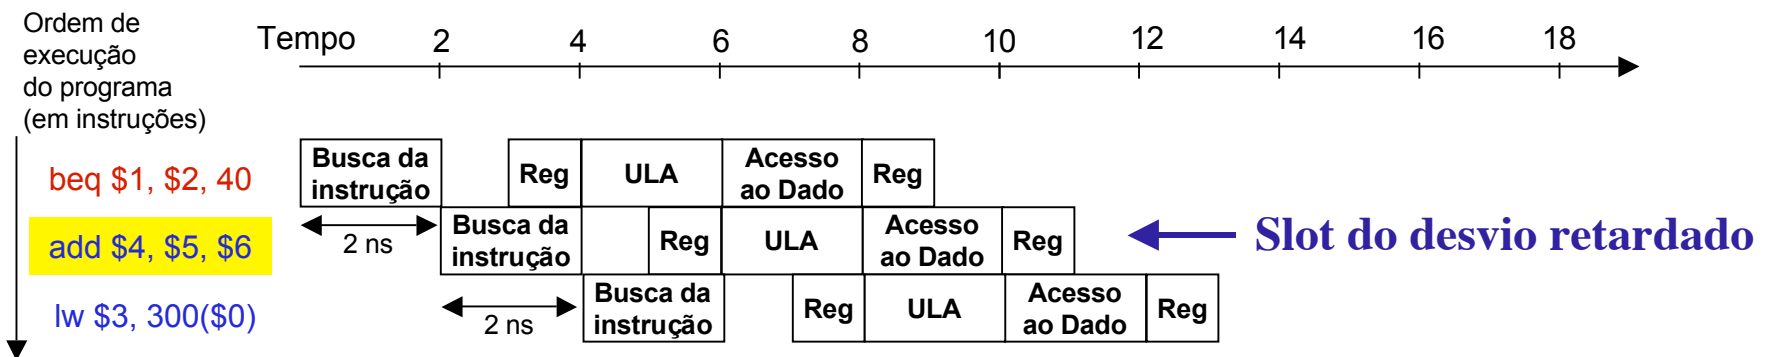 Ordem de
execução
do programa
(em instruções)
Tempo 2 4 6 8 10 12 14 16 18
beq $1, $2, 40
Busca da
instrução
Reg
ULA
Acesso
ao Dado
Reg
add $4, $5, $6
2 ns
Busca da
instrução
Reg
ULA
Acesso
ao Dado
Reg
Slot do desvio retardado
lw $3, 300($0)
2 ns
Busca da
instrução
Reg
ULA
Acesso
ao Dado
Reg